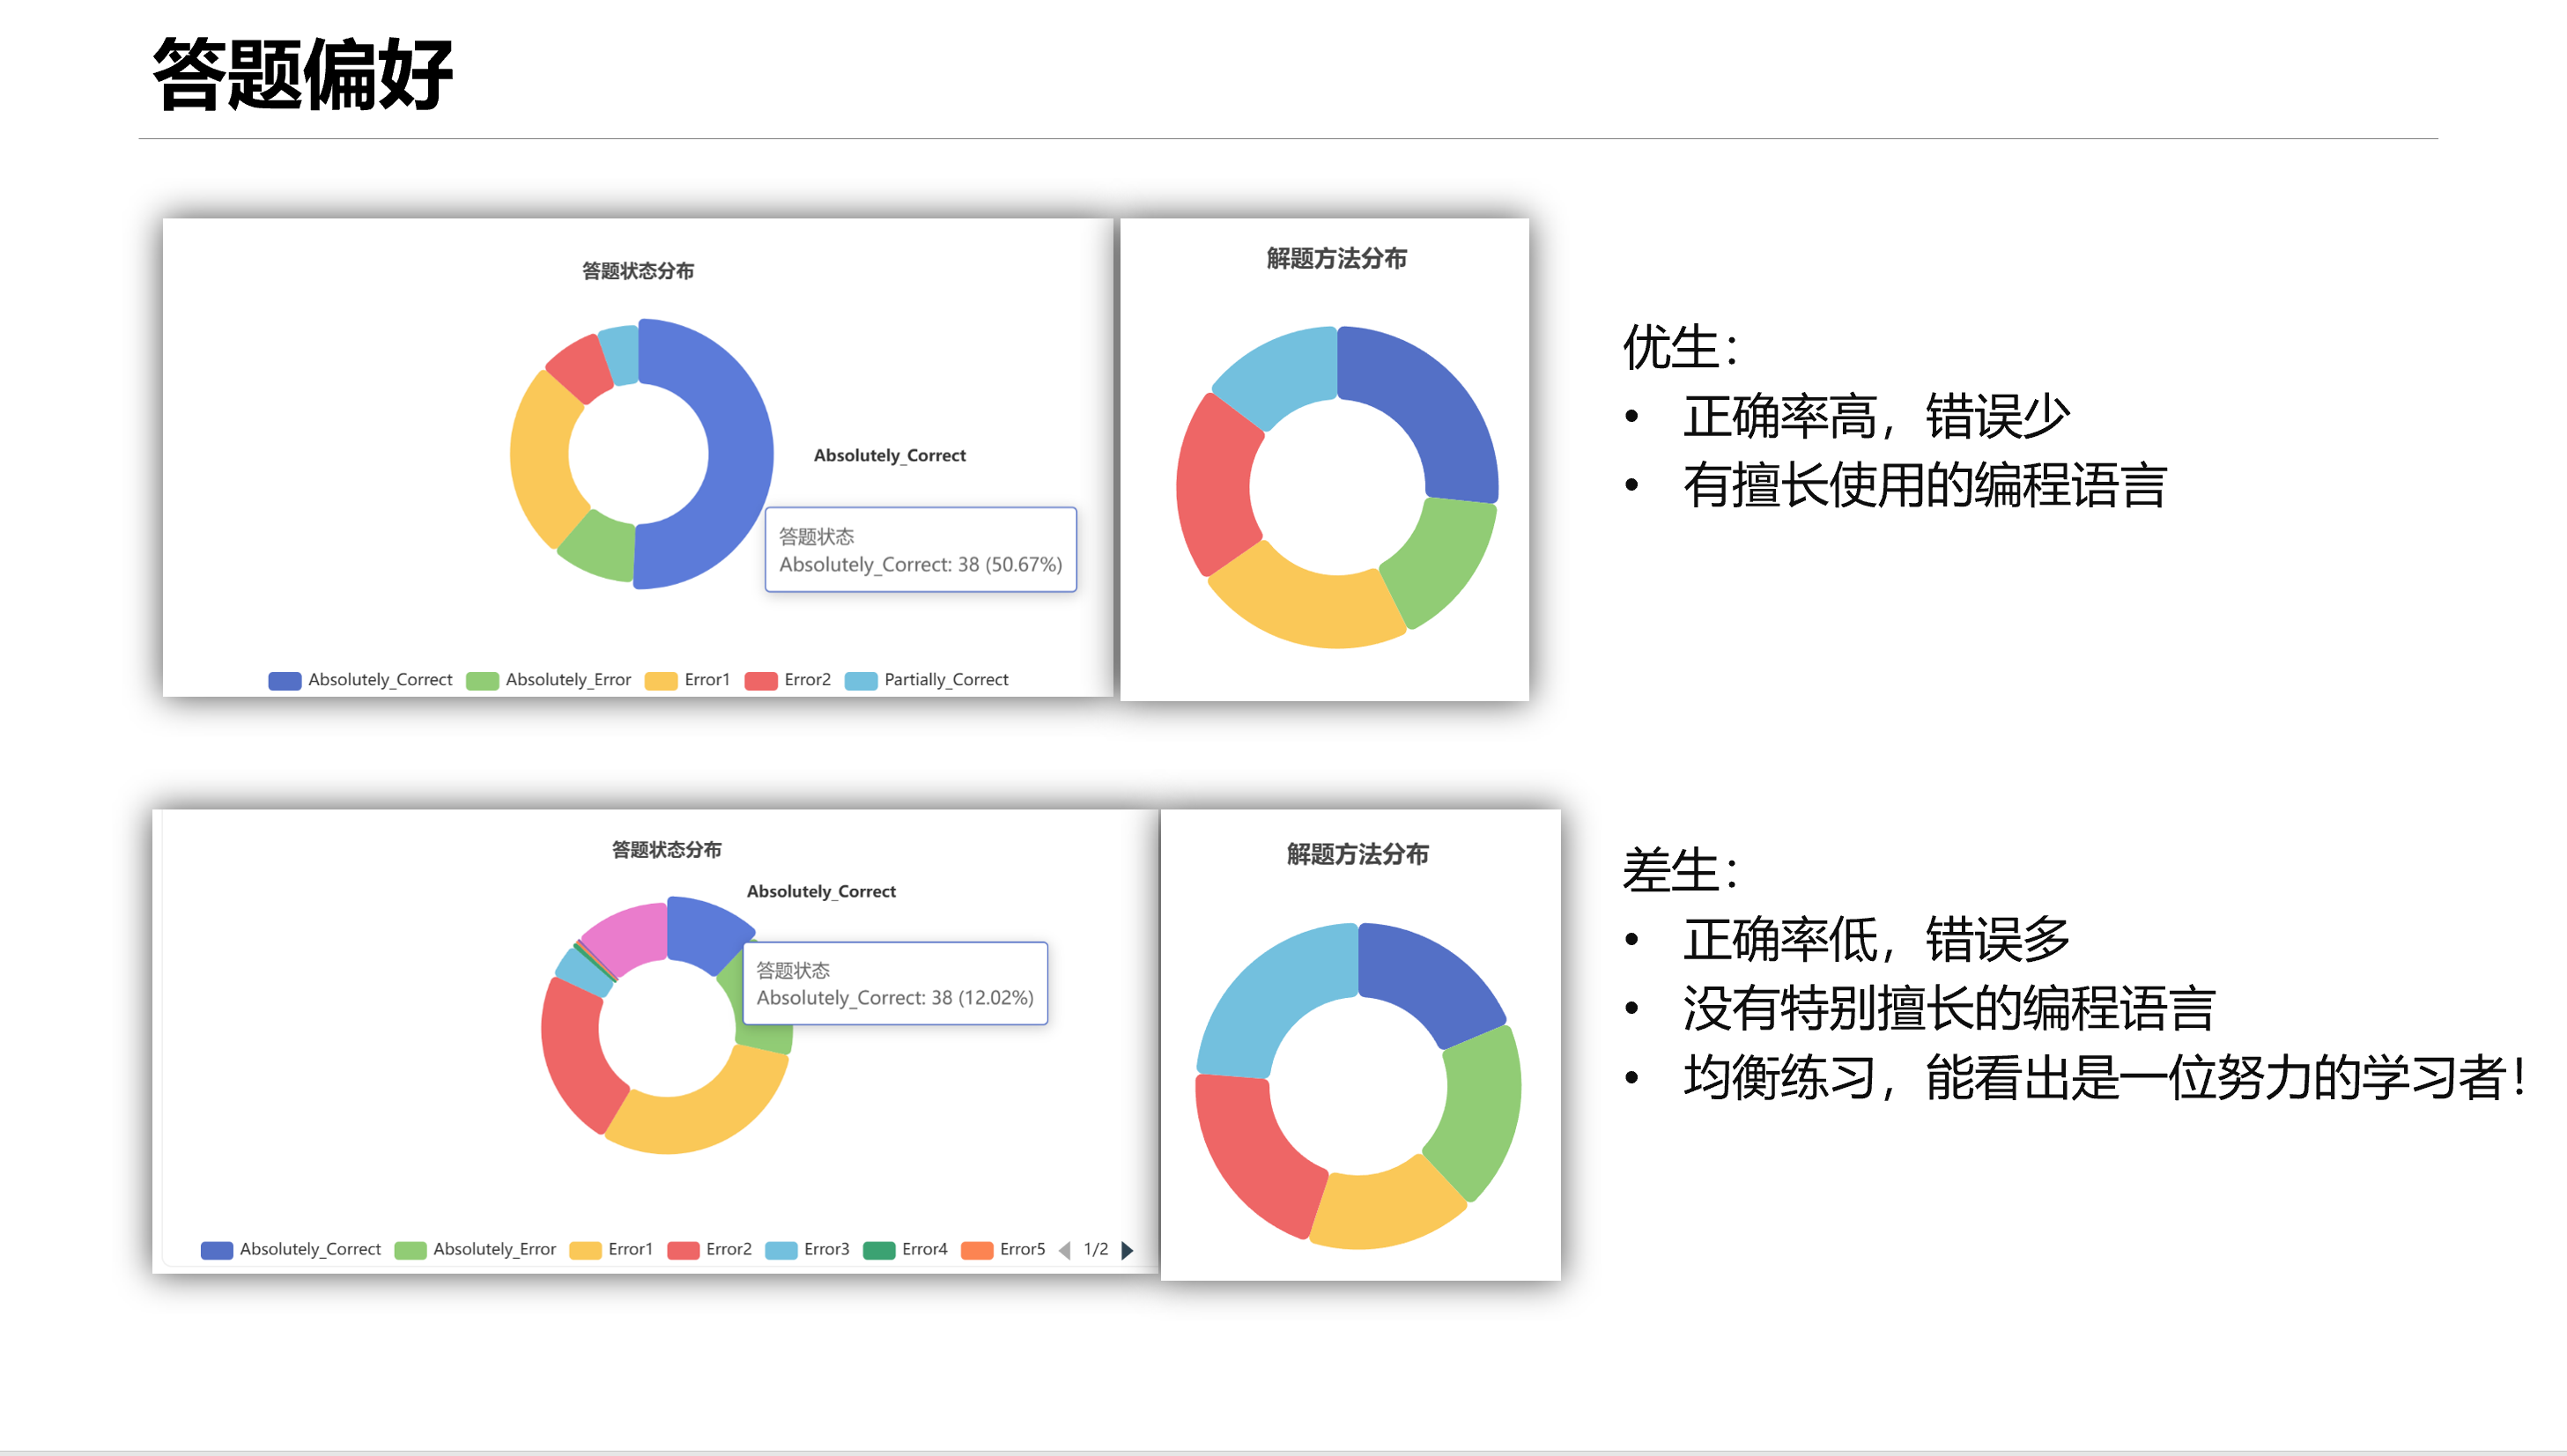 答题偏好
答题状态分布
Absolutely_Correct
答题状态
Absolutely_Correct: 38 (50.67%)
Absolutely_Correct Absolutely_Error Error1 Error2 Partially_Correct
解题方法分布
优生：
• 正确率高，错误少
• 有擅长使用的编程语言
答题状态分布
Absolutely_Correct
答题状态
Absolutely_Correct: 38 (12.02%)
Absolutely_Correct Absolutely_Error Error1 Error2 Error3 Error4 Error5 1/2
解题方法分布
差生：
• 正确率低，错误多
• 没有特别擅长的编程语言
• 均衡练习，能看出是一位努力的学习者！